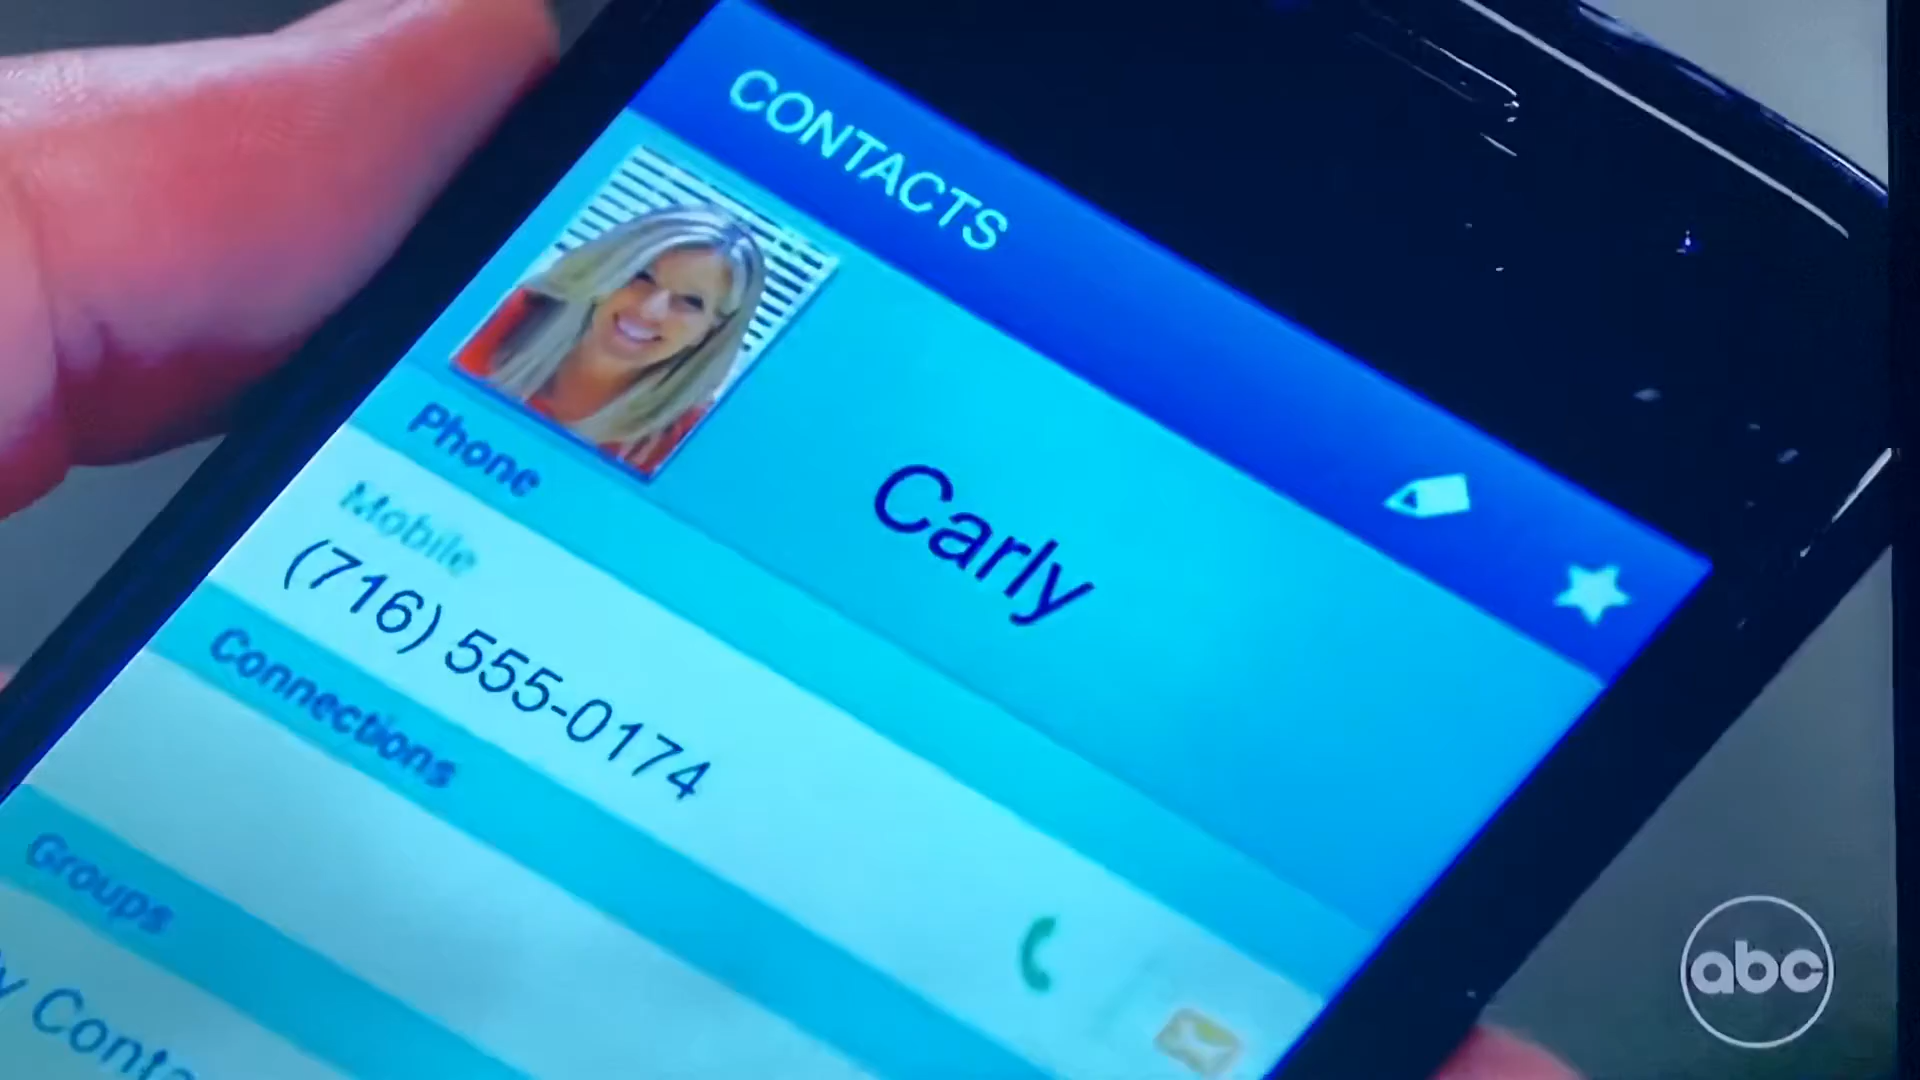 CONTACTS
Carly
Phone
Mobile
(716) 555-0174
Connections
Groups
abc